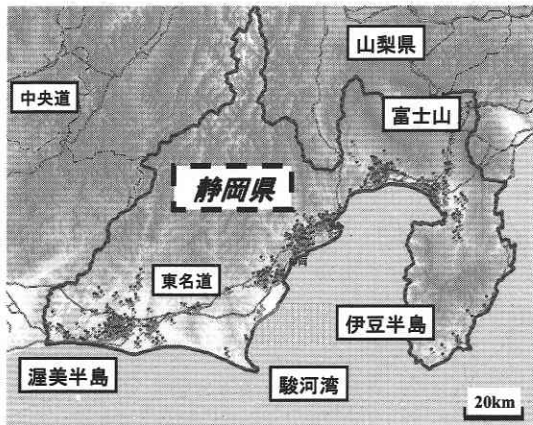 山梨県
中央道
富士山
静岡県
東名道
伊豆半島
渥美半島
駿河湾
20km